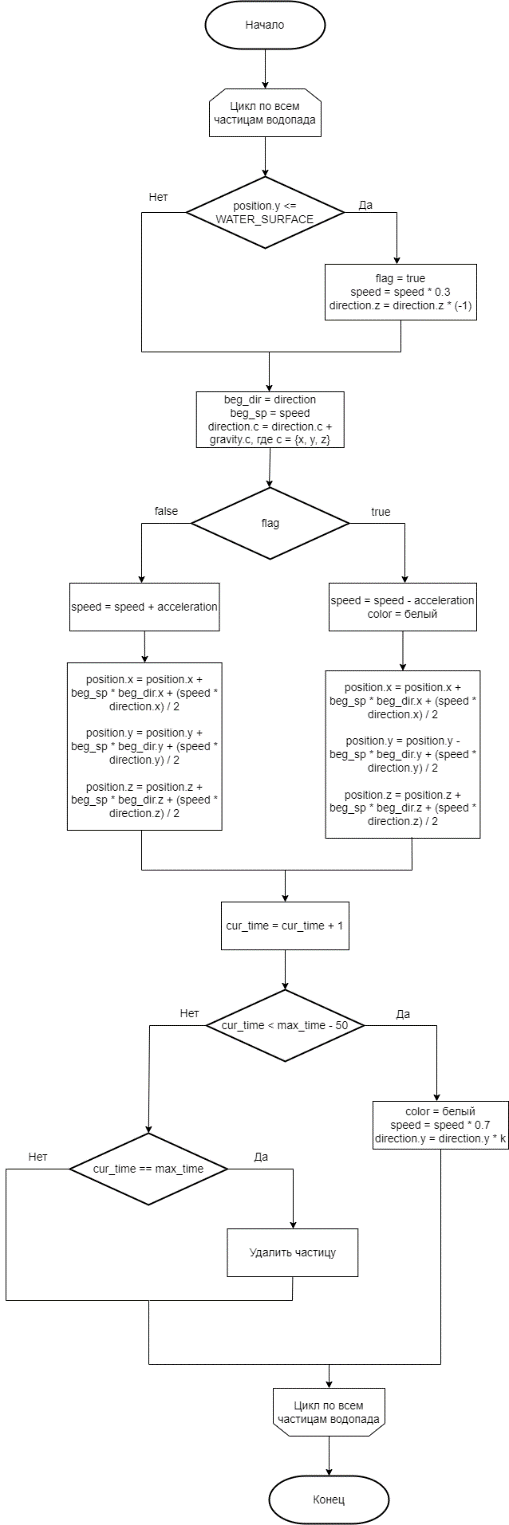 Начало
Цикл по всем
частицам водопада
position.y <=
WATER_SURFACE
Нет
Да
flag = true
speed = speed * 0.3
direction.z = direction.z * (-1)
beg_dir = direction
beg_sp = speed
direction.c = direction.c +
gravity.c, где c = {x, y, z}
flag
false
true
speed = speed + acceleration
speed = speed - acceleration
color = белый
position.x = position.x +
beg_sp * beg_dir.x + (speed *
direction.x) / 2
position.y = position.y +
beg_sp * beg_dir.y + (speed *
direction.y) / 2
position.z = position.z +
beg_sp * beg_dir.z + (speed *
direction.z) / 2
position.x = position.x +
beg_sp * beg_dir.x + (speed *
direction.x) / 2
position.y = position.y -
beg_sp * beg_dir.y + (speed *
direction.y) / 2
position.z = position.z +
beg_sp * beg_dir.z + (speed *
direction.z) / 2
cur_time = cur_time + 1
cur_time < max_time - 50
Нет
Да
color = белый
speed = speed * 0.7
direction.y = direction.y * k
cur_time == max_time
Нет
Да
Удалить частицу
Цикл по всем
частицам водопада
Конец